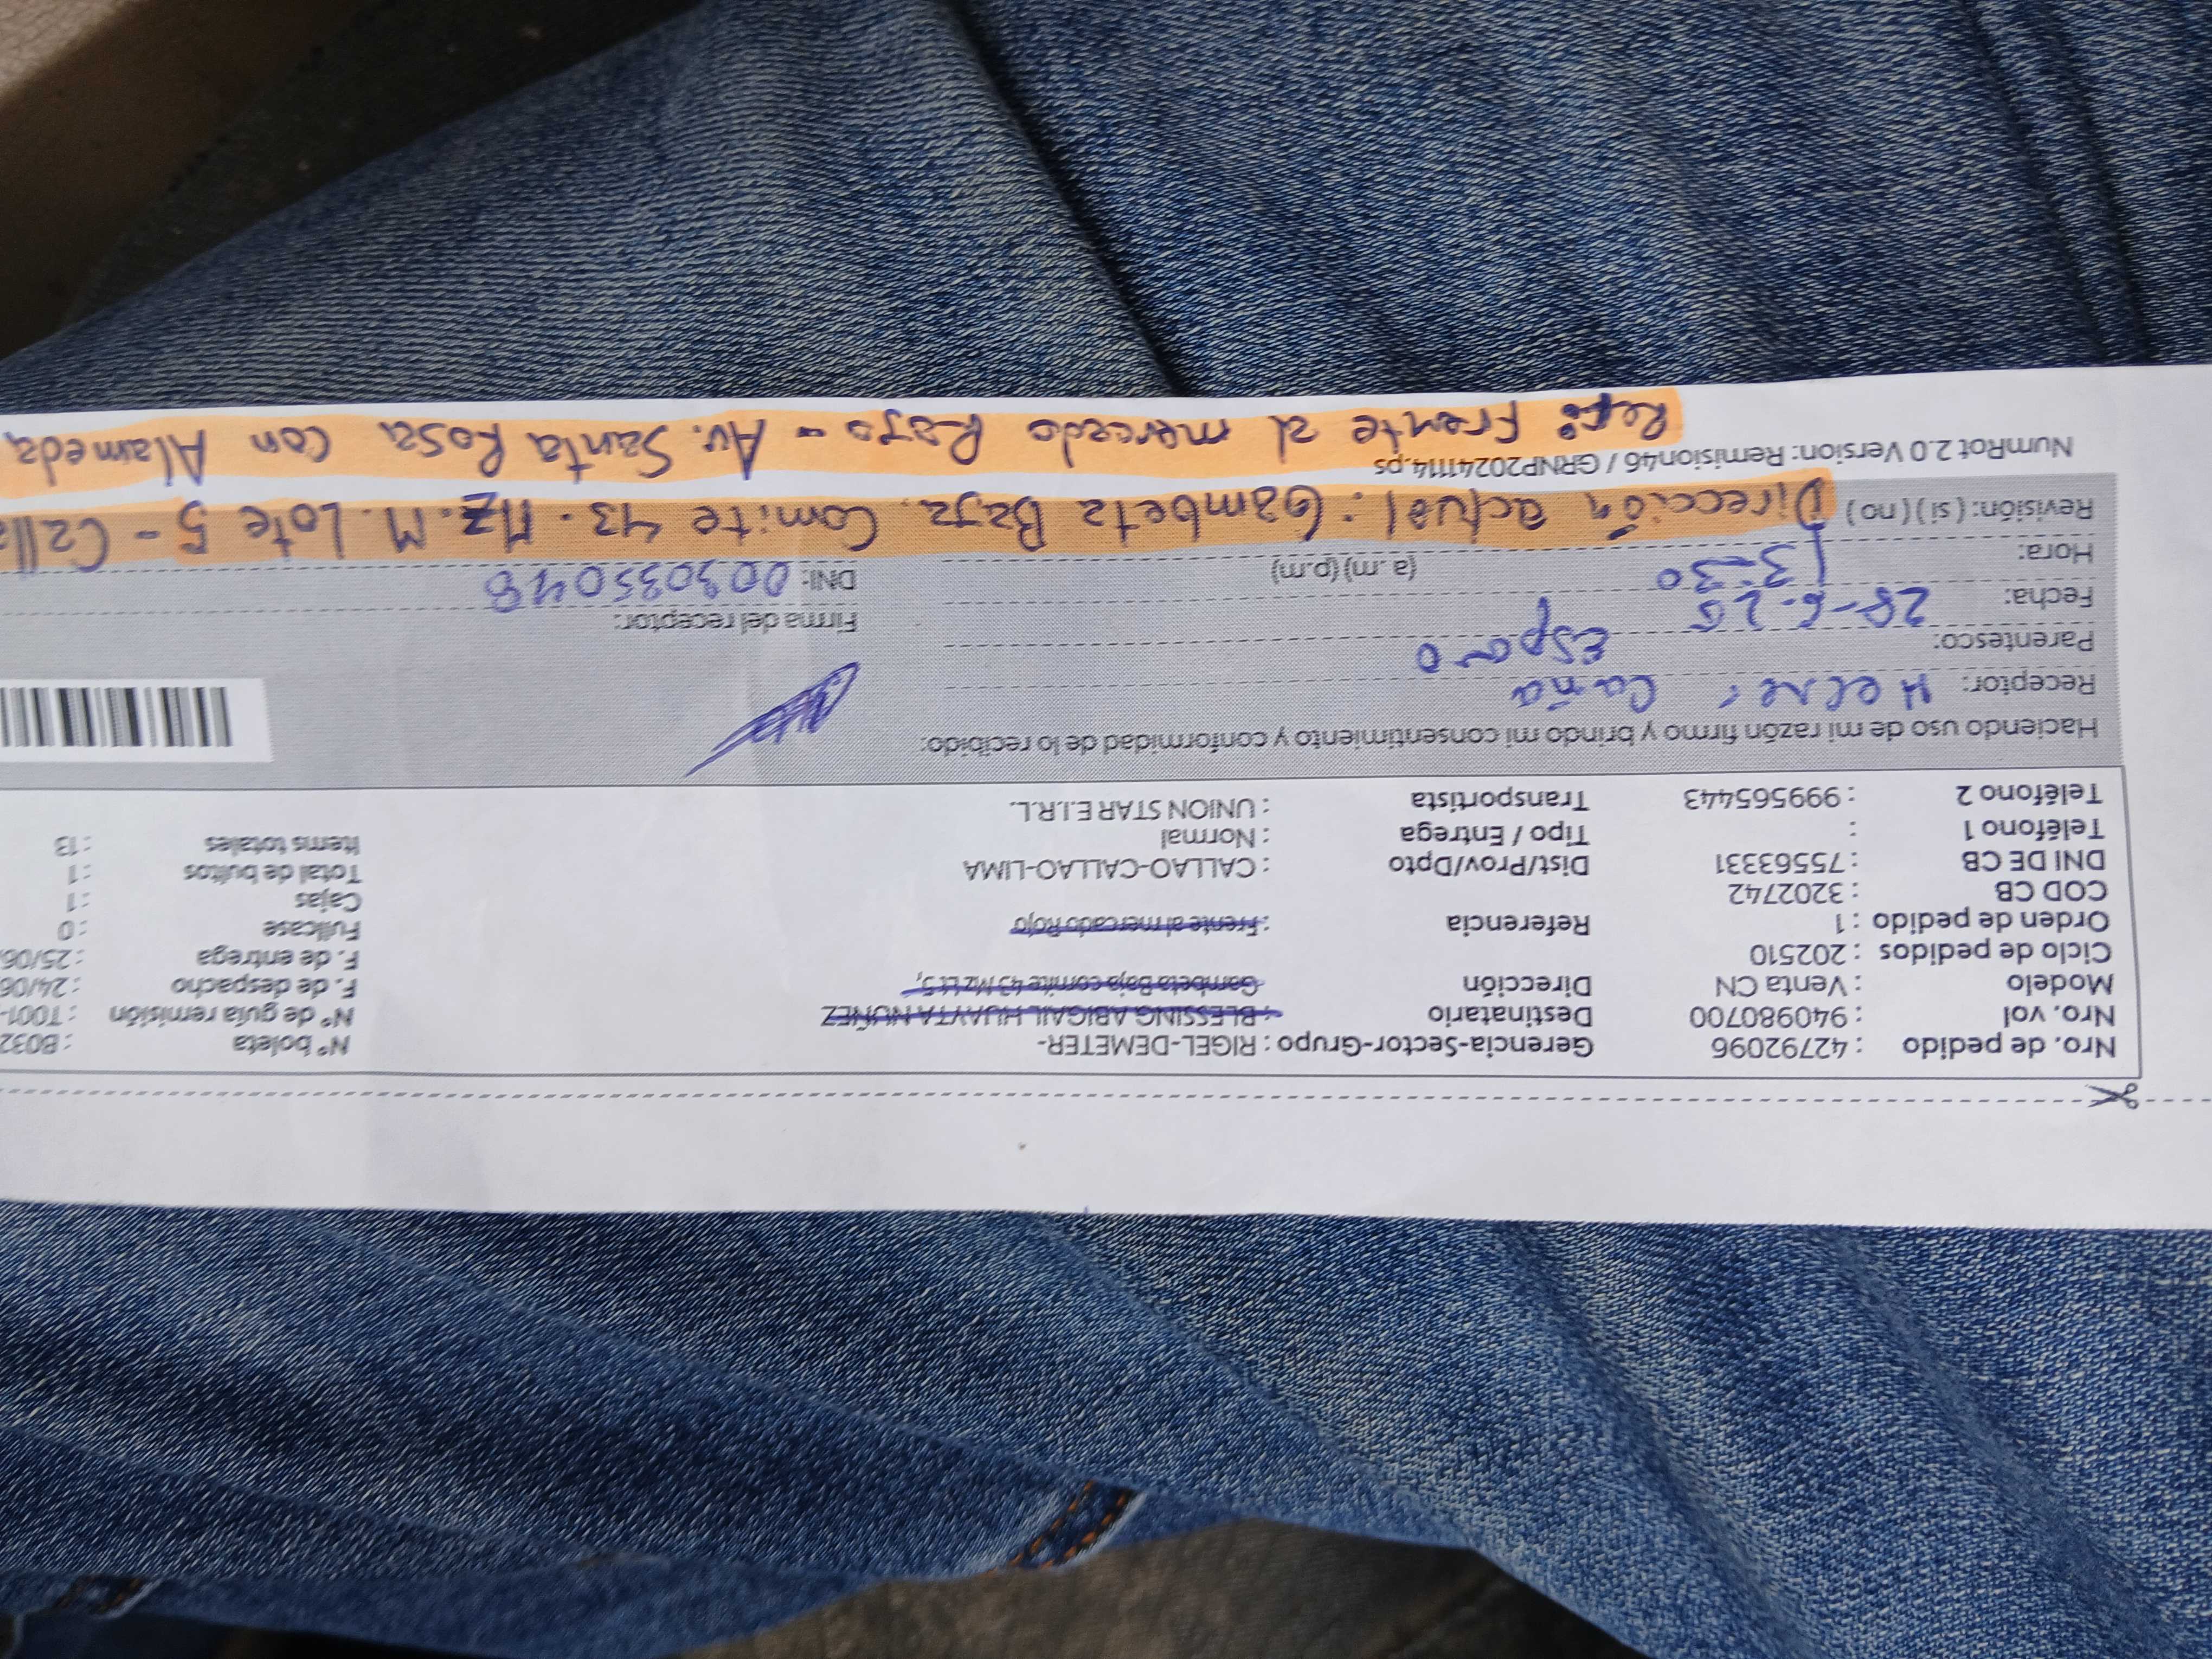 Nro. de pedido : 42792096 Gerencia-Sector-Grupo : RIGEL-DEMETER- N° boleta : B032
Nro. vol : 940980700 Destinatario : BLESSING ABIGAIL HUAYTA NUÑEZ N° de guía remisión : T001-
Modelo : Venta CN Dirección Gambeta Baja comite 43 Mz Lt 5, F. de despacho : 24/06
Ciclo de pedidos : 202510 F. de entrega : 25/06
Orden de pedido : 1 Referencia : Frente al mercado Rojo Fullcase : 0
COD CB : 3202742 Cajas : 1
DNI DE CB : 75563331 Dist/Prov/Dpto : CALLAO-CALLAO-LIMA Total de bultos : 1
Teléfono 1 : Tipo / Entrega : Normal Items totales : 13
Teléfono 2 : 999565443 Transportista : UNION STAR E.I.R.L.
Haciendo uso de mi razón firmo y brindo mi consentimiento y conformidad de lo recibido:
Receptor: Caña
Parentesco: Esposo Firma del receptor:
Fecha:
Hora: 13:30 (a.m) (p.m) DNI: 003035048
Revisión: (si) (no) Dirección actual: Gambeta Baja. Comite 43. Mz. M. Lote 5 - Calla
NumRot 2.0 Version: Remision46 / GRNP20241114.ps
Ref: Frente al mercado Rojo - Av. Santa Rosa con Alameda